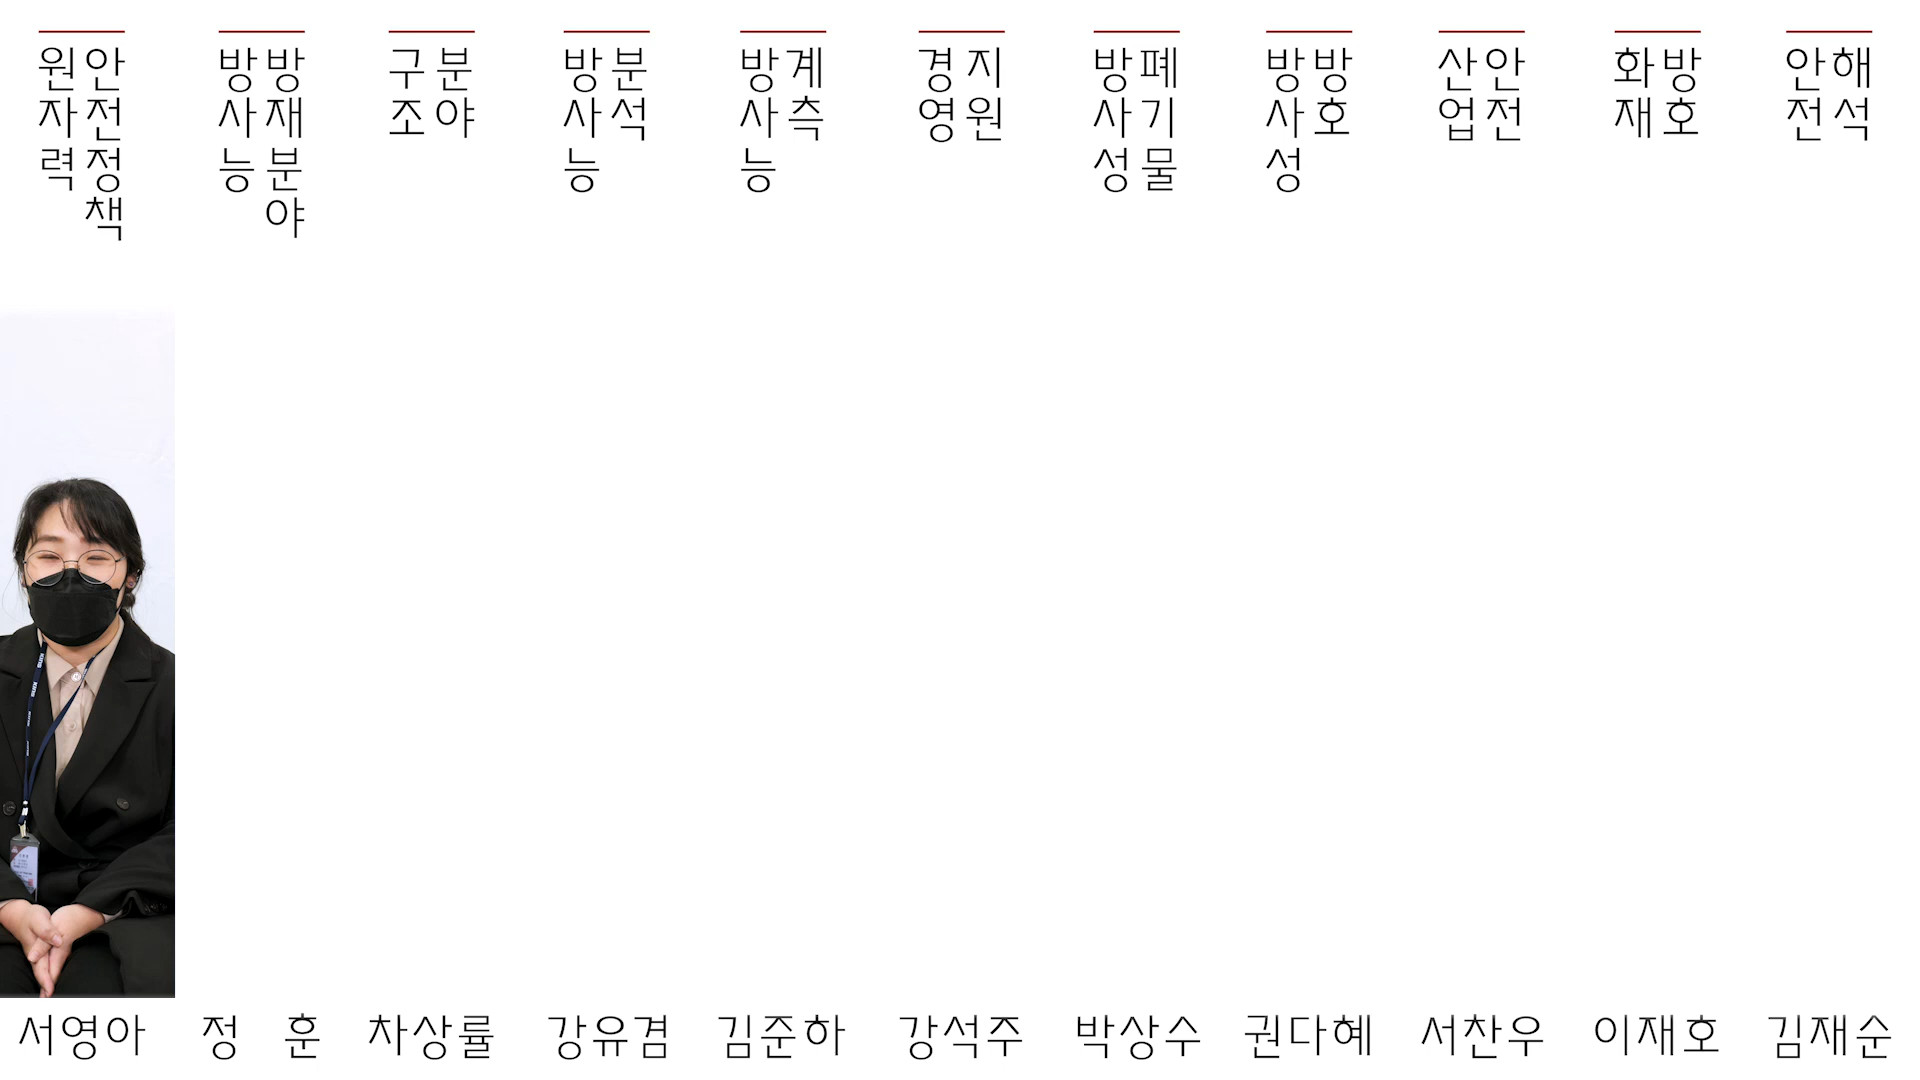 원자력 안전정책
방사능 방재분야
구조 분야
방사능 분석
방사능 계측
경영 지원
방사성 폐기물
방사성 방호
산업 안전
화재 방호
안전 해석
서영아
정 훈
차상률
강유겸
김준하
강석주
박상수
권다혜
서찬우
이재호
김재순